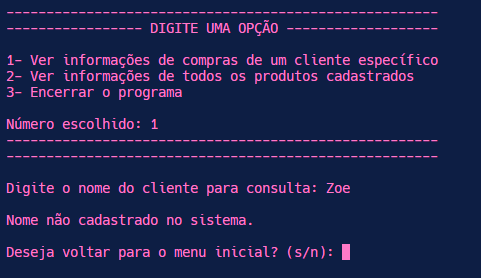 ------------------------------------------------------
----------------- DIGITE UMA OPÇÃO -------------------
1- Ver informações de compras de um cliente específico
2- Ver informações de todos os produtos cadastrados
3- Encerrar o programa
Número escolhido: 1
------------------------------------------------------
------------------------------------------------------
Digite o nome do cliente para consulta: Zoe
Nome não cadastrado no sistema.
Deseja voltar para o menu inicial? (s/n):